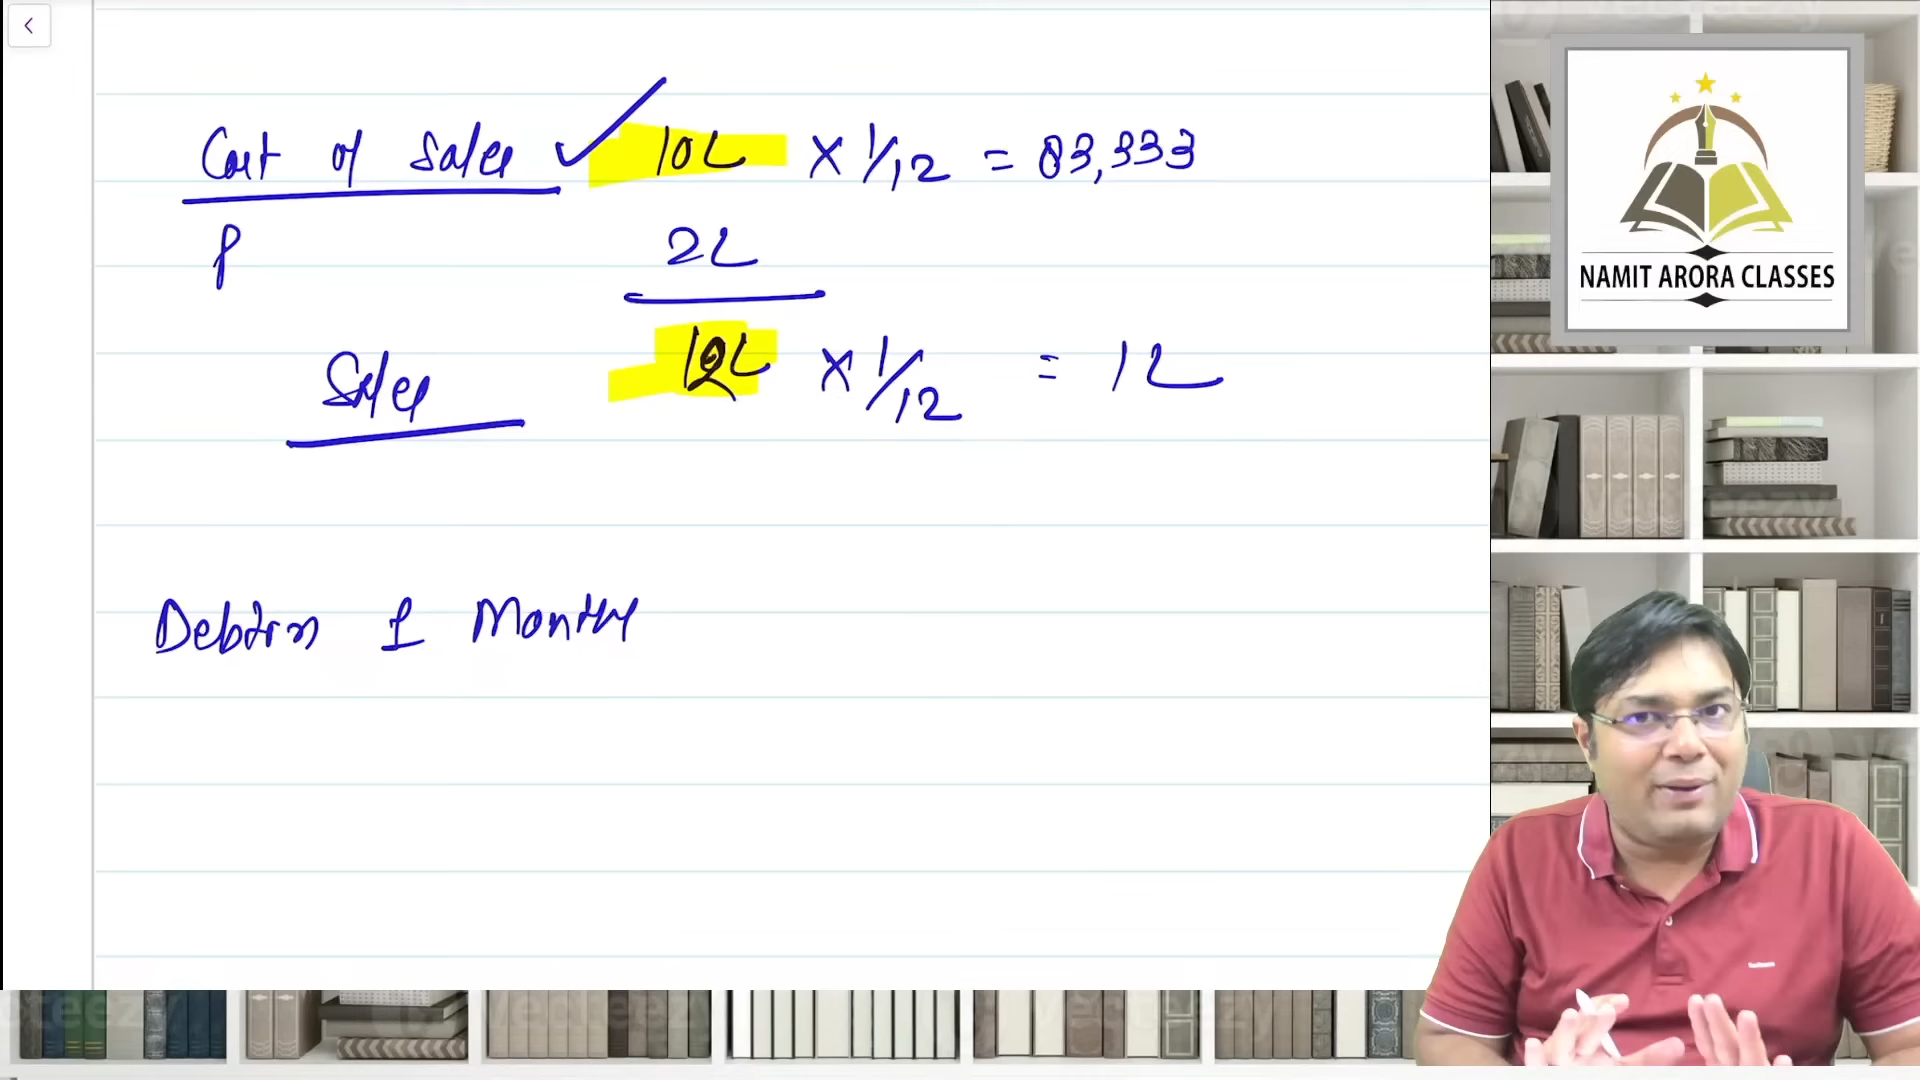 Cost of Sales ✓ 10L × 1/12 = 83,333
P 2L
Sales 12L × 1/12 = 1L
Debtors 1 Months
NAMIT ARORA CLASSES